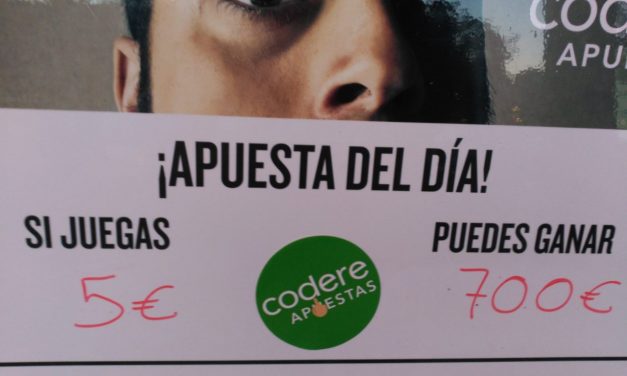 ¡APUESTA DEL DÍA!
SI JUEGAS
5€
codere
APUESTAS
PUEDES GANAR
700€